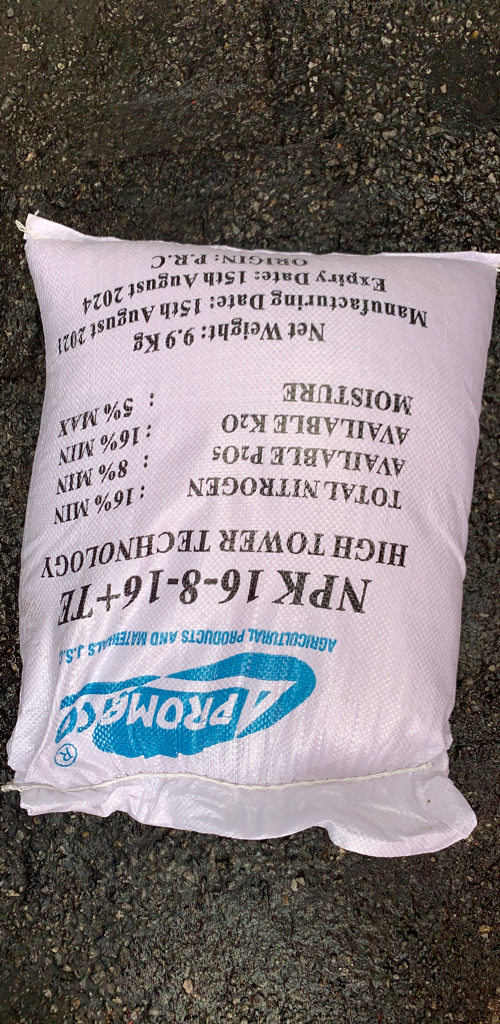 ®
APROMACO
AGRICULTURAL PRODUCTS AND MATERIALS J.S.C
NPK 16-8-16+TE
HIGH TOWER TECHNOLOGY
TOTAL NITROGEN : 16% MIN
AVAILABLE P2O5 : 8% MIN
AVAILABLE K2O : 16% MIN
MOISTURE : 5% MAX
Net Weight: 9.9 Kg
Manufacturing Date: 15th August 2021
Expiry Date: 15th August 2024
ORIGIN: P.R.C